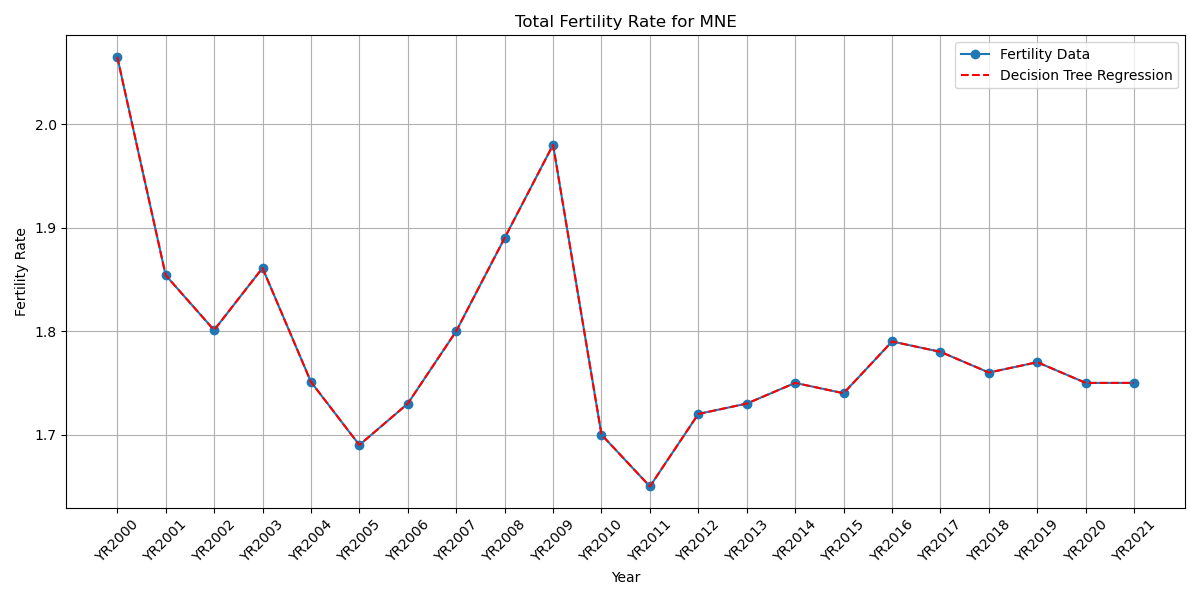 Total Fertility Rate for MNE
Fertility Data
Decision Tree Regression
Fertility Rate
2.0
1.9
1.8
1.7
YR2000
YR2001
YR2002
YR2003
YR2004
YR2005
YR2006
YR2007
YR2008
YR2009
YR2010
YR2011
YR2012
YR2013
YR2014
YR2015
YR2016
YR2017
YR2018
YR2019
YR2020
YR2021
Year